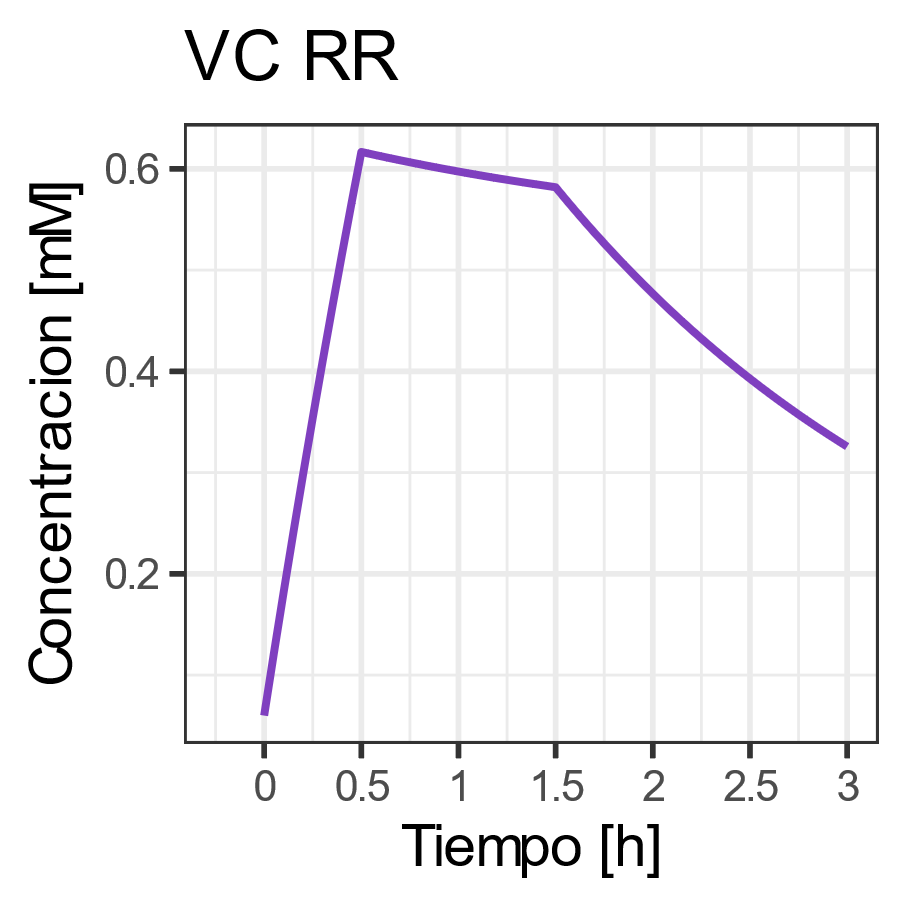 VC RR
Concentracion [mM]
0.6
0.4
0.2
0 0.5 1 1.5 2 2.5 3
Tiempo [h]